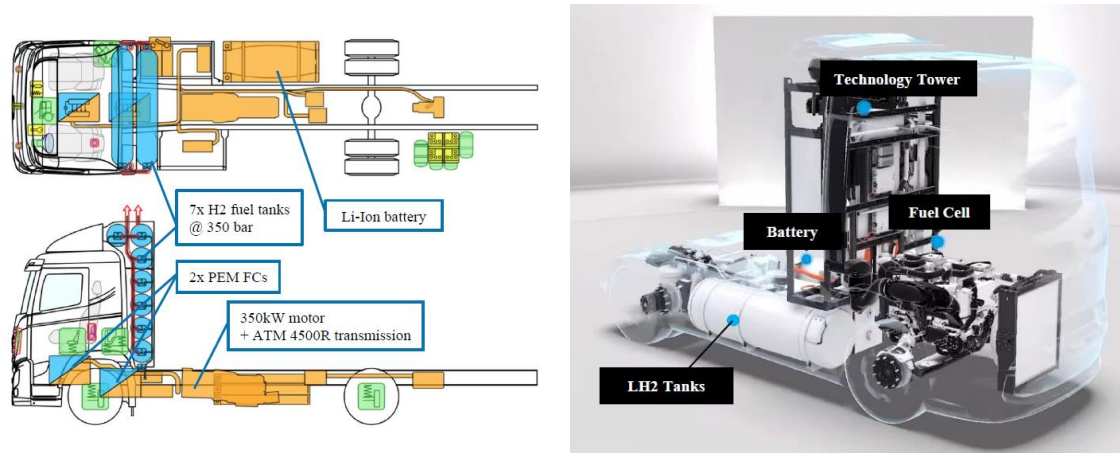 7x H2 fuel tanks
@ 350 bar
Li-Ion battery
2x PEM FCs
350kW motor
+ ATM 4500R transmission
Technology Tower
Fuel Cell
Battery
LH2 Tanks